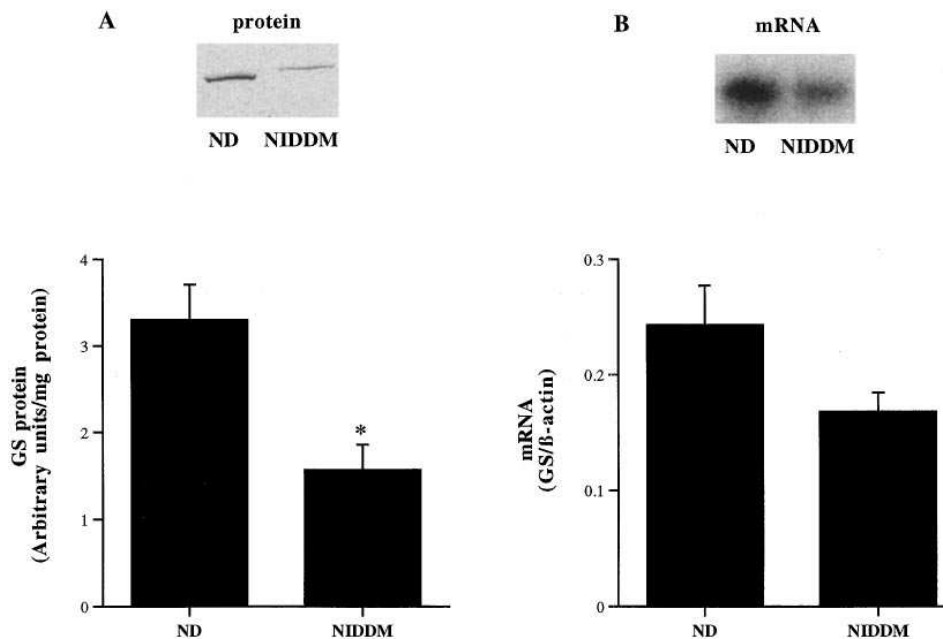 A
protein
ND NIDDM
GS protein
(Arbitrary units/mg protein)
4
3
2
1
0
*
ND NIDDM
B
mRNA
ND NIDDM
mRNA
(GS/ß-actin)
0.3
0.2
0.1
0
ND NIDDM